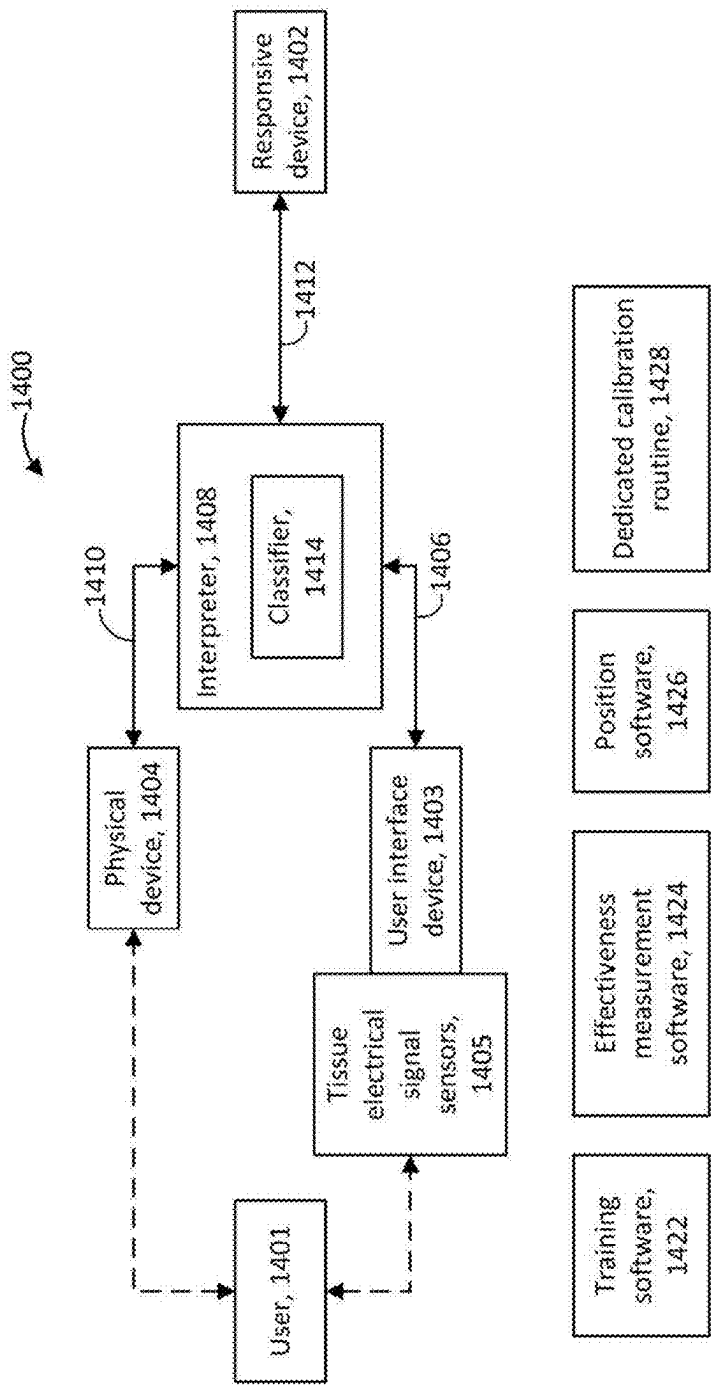 1400
User, 1401
Physical
device, 1404
1410
Tissue
electrical
signal
sensors,
1405
User interface
device, 1403
Interpreter, 1408
Classifier,
1414
1406
1412
Responsive
device, 1402
Training
software,
1422
Effectiveness
measurement
software, 1424
Position
software,
1426
Dedicated calibration
routine, 1428